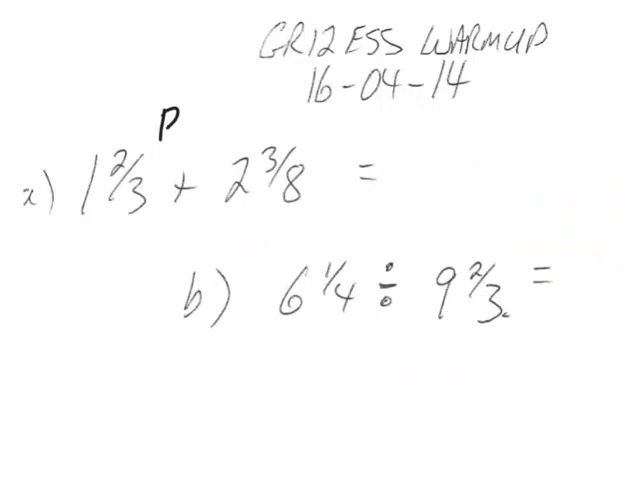 GR12 ESS WARMUP
16-04-14
P
a) 1 2/3 + 2 3/8 =
b) 6 1/4 ÷ 9 2/3 =